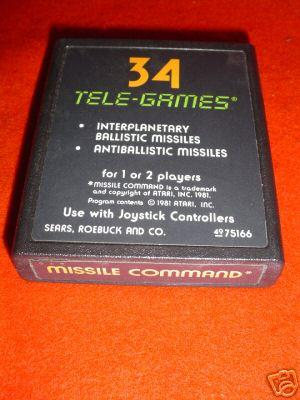 34
TELE-GAMES®
• INTERPLANETARY
BALLISTIC MISSILES
• ANTIBALLISTIC MISSILES
for 1 or 2 players
*MISSILE COMMAND is a trademark
and copyright of ATARI, INC. 1981.
Program contents © 1981 ATARI, INC.
Use with Joystick Controllers
SEARS, ROEBUCK AND CO. 4975166
MISSILE COMMAND*
ebay